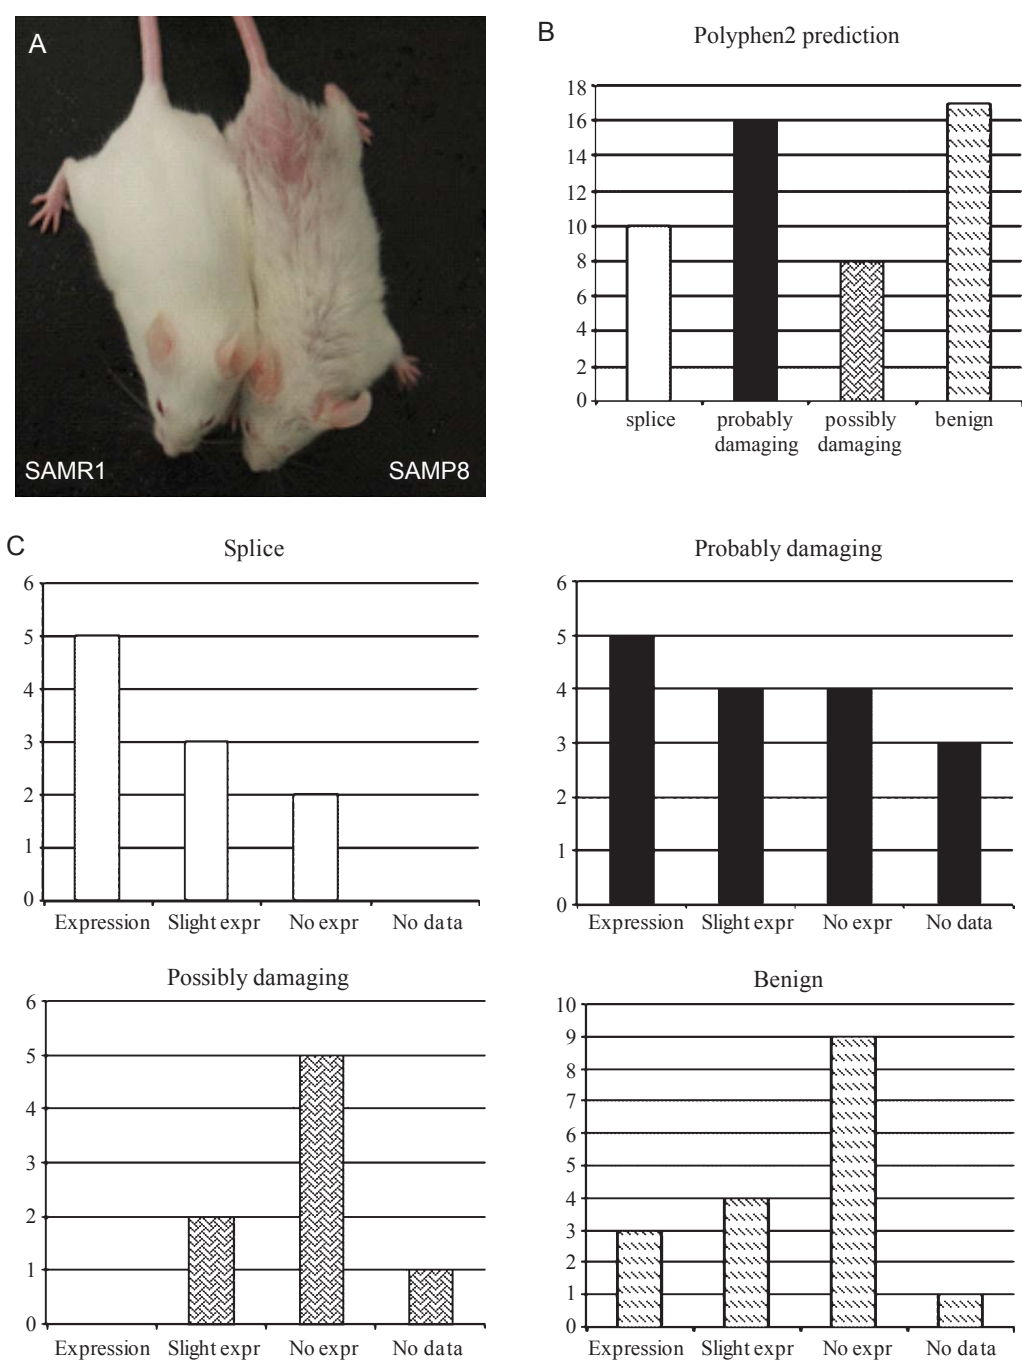 A
SAMR1
SAMP8
B
Polyphen2 prediction
18
16
14
12
10
8
6
4
2
0
splice
probably
damaging
possibly
damaging
benign
C
Splice
6
5
4
3
2
1
0
Expression
Slight expr
No expr
No data
Probably damaging
6
5
4
3
2
1
0
Expression
Slight expr
No expr
No data
Possibly damaging
6
5
4
3
2
1
0
Expression
Slight expr
No expr
No data
Benign
10
9
8
7
6
5
4
3
2
1
0
Expression
Slight expr
No expr
No data